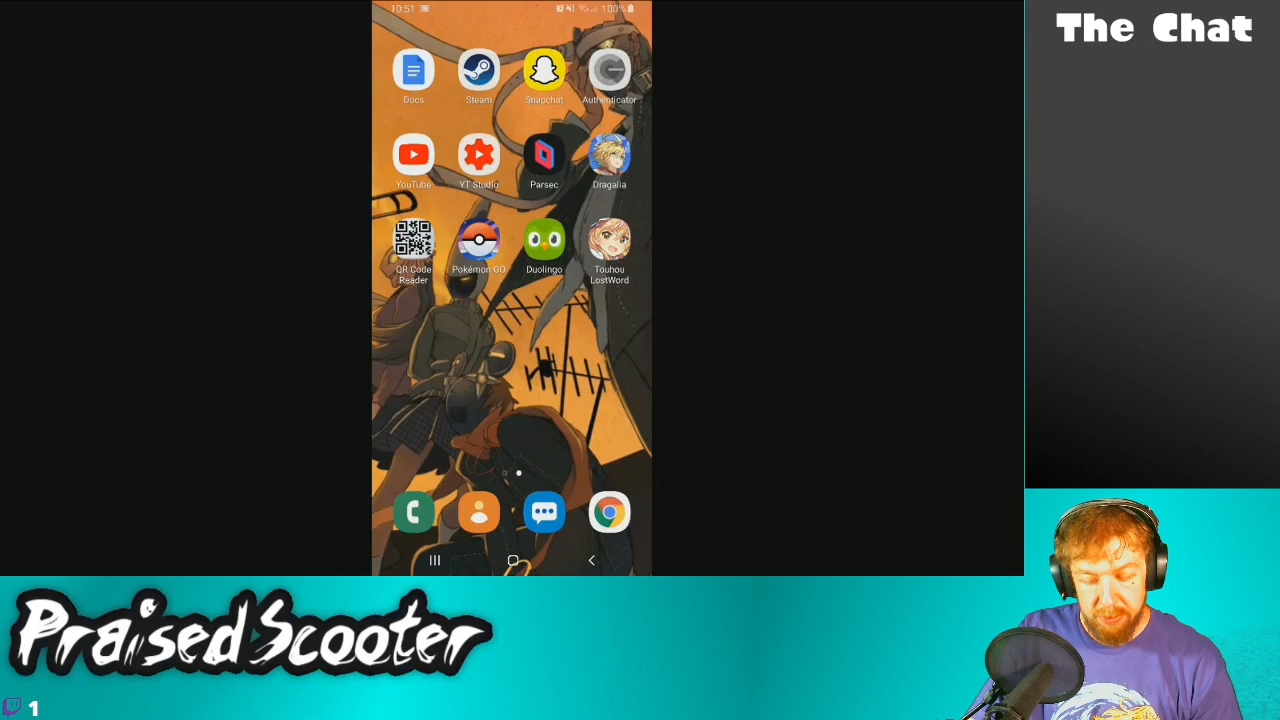 10:51
100%
The Chat
Docs
Steam
Snapchat
Authenticator
YouTube
YT Studio
Parsec
Dragalia
QR Code
Reader
Pokémon GO
Duolingo
Touhou
LostWord
PraisedScooter
1